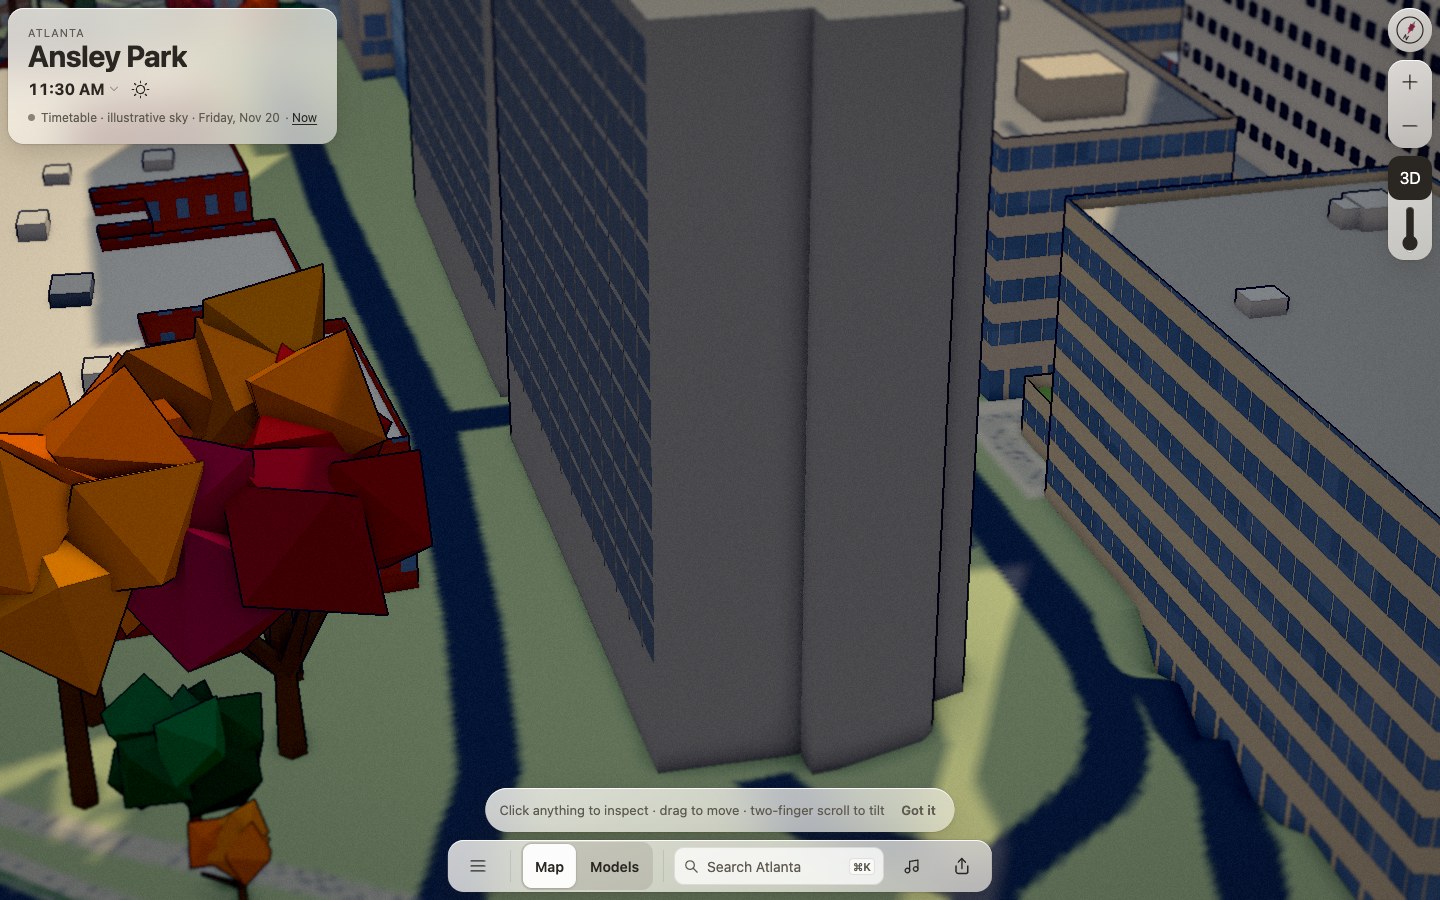 ATLANTA
Ansley Park
11:30 AM
Timetable · illustrative sky · Friday, Nov 20 · Now
3D
Click anything to inspect · drag to move · two-finger scroll to tilt Got it
Map Models Search Atlanta ⌘K